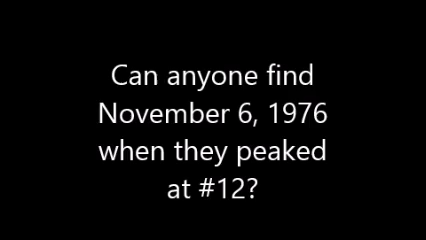 Can anyone find
November 6, 1976
when they peaked
at #12?